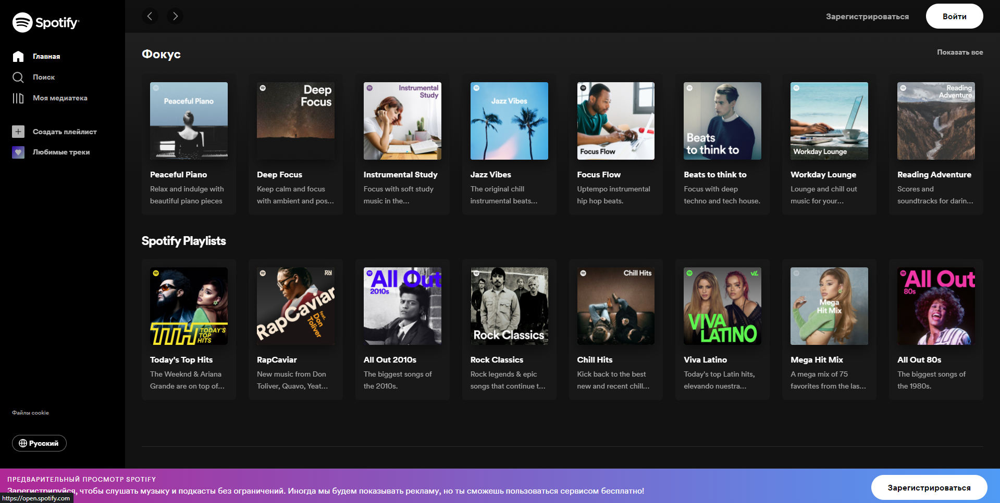 Spotify
Главная
Поиск
Моя медиатека
Создать плейлист
Любимые треки
Файлы cookie
Русский
Зарегистрироваться
Войти
Фокус
Показать все
Peaceful Piano
Peaceful Piano
Relax and indulge with
beautiful piano pieces
Deep
Focus
Deep Focus
Keep calm and focus
with ambient and pos...
Instrumental
Study
Instrumental Study
Focus with soft study
music in the...
Jazz Vibes
Jazz Vibes
The original chill
instrumental beats...
Focus Flow
Focus Flow
Uptempo instrumental
hip hop beats.
Beats
to think to
Beats to think to
Focus with deep
techno and tech house.
Workday Lounge
Workday Lounge
Lounge and chill out
music for your...
Reading
Adventure
Reading Adventure
Scores and
soundtracks for darin...
Spotify Playlists
TTH TODAY'S
TOP
HITS
Today's Top Hits
The Weeknd & Ariana
Grande are on top of...
RapCaviar
feat.
Don
Toliver
RapCaviar
New music from Don
Toliver, Quavo, Yeat...
All Out
2010s
All Out 2010s
The biggest songs of
the 2010s.
Rock Classics
Rock Classics
Rock legends & epic
songs that continue t...
Chill Hits
Chill Hits
Kick back to the best
new and recent chill...
VL
VIVA
LATINO
Viva Latino
Today's top Latin hits,
elevando nuestra...
Mega
Hit Mix
Mega Hit Mix
A mega mix of 75
favorites from the las...
All Out
80s
All Out 80s
The biggest songs of
the 1980s.
ПРЕДВАРИТЕЛЬНЫЙ ПРОСМОТР SPOTIFY
Зарегистрируйся, чтобы слушать музыку и подкасты без ограничений. Иногда мы будем показывать рекламу, но ты сможешь пользоваться сервисом бесплатно!
Зарегистрироваться
https://open.spotify.com